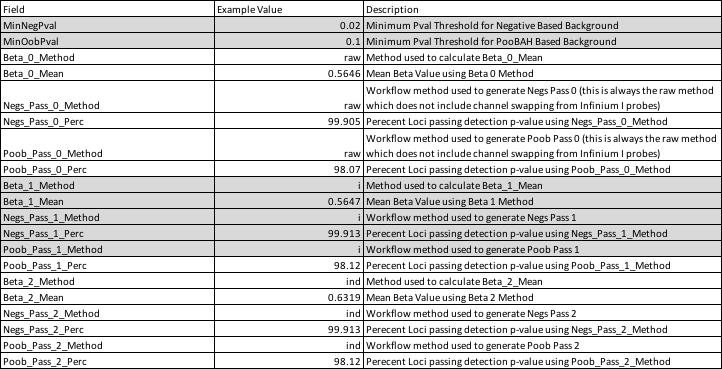 Field Example Value Description
MinNegPval 0.02 Minimum Pval Threshold for Negative Based Background
MinOobPval 0.1 Minimum Pval Threshold for PooBAH Based Background
Beta_0_Method raw Method used to calculate Beta_0_Mean
Beta_0_Mean 0.5646 Mean Beta Value using Beta 0 Method
Workflow method used to generate Negs Pass 0 (this is always the raw method
Negs_Pass_0_Method raw which does not include channel swapping from Infinium I probes)
Negs_Pass_0_Perc 99.905 Perecent Loci passing detection p-value using Negs_Pass_0_Method
Workflow method used to generate Poob Pass 0 (this is always the raw method
Poob_Pass_0_Method raw which does not include channel swapping from Infinium I probes)
Poob_Pass_0_Perc 98.07 Perecent Loci passing detection p-value using Poob_Pass_0_Method
Beta_1_Method i Method used to calculate Beta_1_Mean
Beta_1_Mean 0.5647 Mean Beta Value using Beta 1 Method
Negs_Pass_1_Method i Workflow method used to generate Negs Pass 1
Negs_Pass_1_Perc 99.913 Perecent Loci passing detection p-value using Negs_Pass_1_Method
Poob_Pass_1_Method i Workflow method used to generate Poob Pass 1
Poob_Pass_1_Perc 98.12 Perecent Loci passing detection p-value using Poob_Pass_1_Method
Beta_2_Method ind Method used to calculate Beta_2_Mean
Beta_2_Mean 0.6319 Mean Beta Value using Beta 2 Method
Negs_Pass_2_Method ind Workflow method used to generate Negs Pass 2
Negs_Pass_2_Perc 99.913 Perecent Loci passing detection p-value using Negs_Pass_2_Method
Poob_Pass_2_Method ind Workflow method used to generate Poob Pass 2
Poob_Pass_2_Perc 98.12 Perecent Loci passing detection p-value using Poob_Pass_2_Method